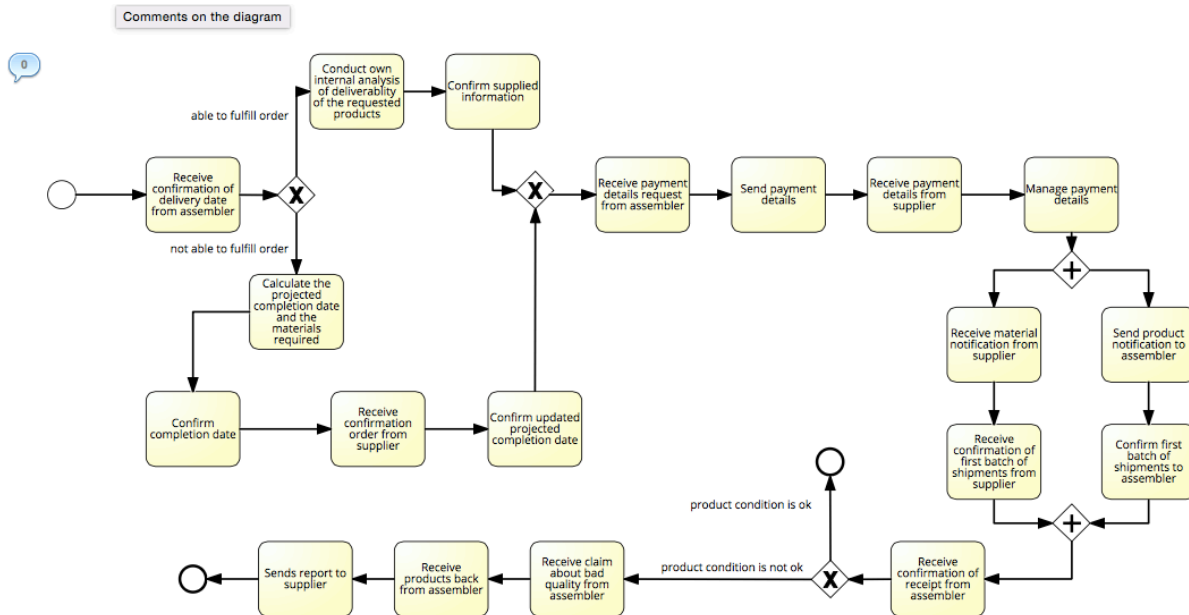 Comments on the diagram
0
Conduct own
internal analysis
of deliverablity
of the requested
products
Confirm supplied
information
able to fulfill order
X
not able to fulfill order
Receive
confirmation of
delivery date
from assembler
X
Receive payment
details request
from assembler
Send payment
details
Receive payment
details from
supplier
Manage payment
details
Calculate the
projected
completion date
and the
materials
required
Receive material
notification from
supplier
Send product
notification to
assembler
Confirm
completion date
Receive
confirmation
order from
supplier
Confirm updated
projected
completion date
Receive
confirmation of
first batch of
shipments from
supplier
Confirm first
batch of
shipments to
assembler
product condition is ok
product condition is not ok
X
Sends report to
supplier
Receive
products back
from assembler
Receive claim
about bad
quality from
assembler
Receive
confirmation of
receipt from
assembler